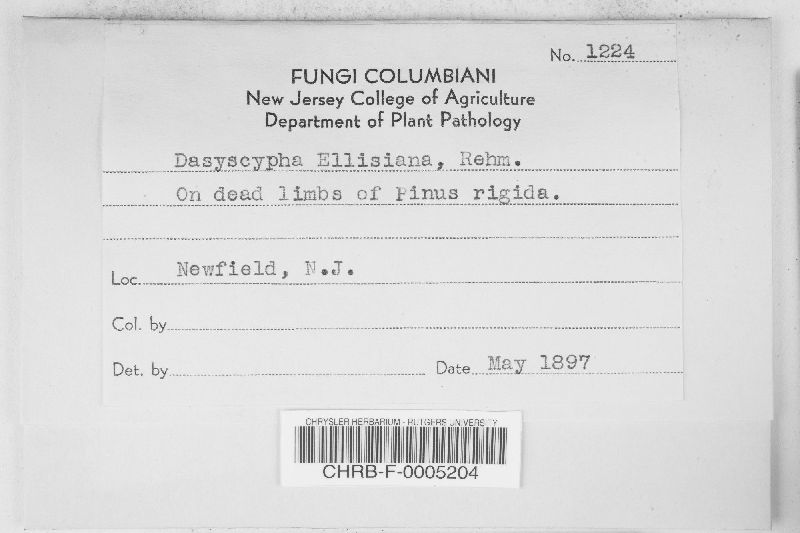 No. 1224
FUNGI COLUMBIANI
New Jersey College of Agriculture
Department of Plant Pathology
Dasyscypha Ellisiana, Rehm.
On dead limbs of Pinus rigida.
Loc. Newfield, N.J.
Col. by
Det. by Date May 1897
CHRYSLER HERBARIUM - RUTGERS UNIVERSITY
CHRB-F-0005204